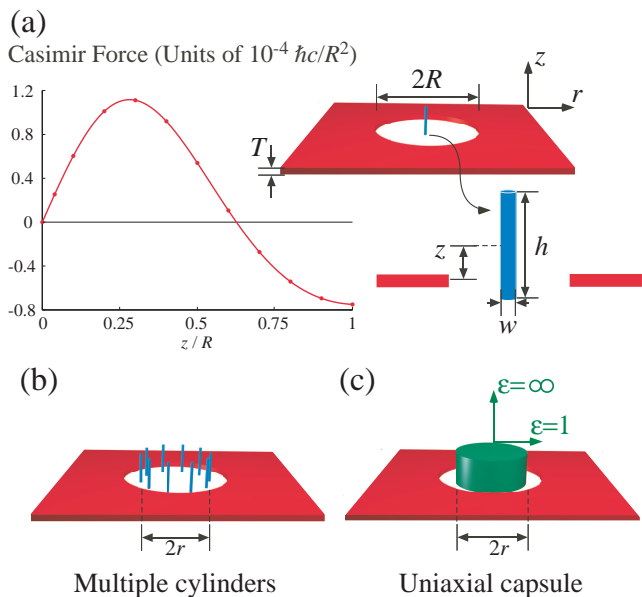 (a)
Casimir Force (Units of 10⁻⁴ ℏc/R²)
1.2
0.8
0.4
0
-0.4
-0.8
0
0.25
0.5
0.75
1
z / R
2R
z
r
T
z
h
w
(b)
2r
Multiple cylinders
(c)
ε=∞
ε=1
2r
Uniaxial capsule